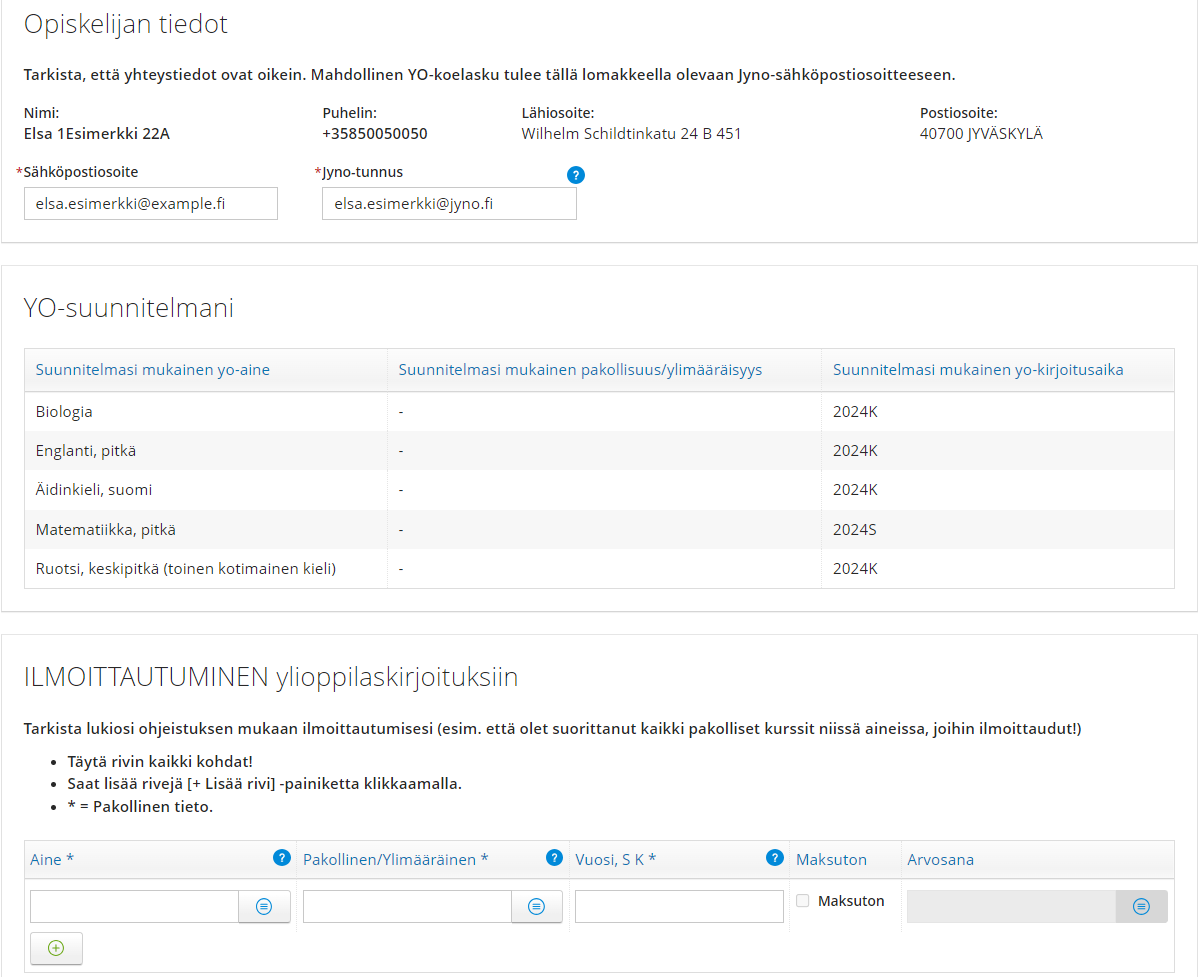 Opiskelijan tiedot
Tarkista, että yhteystiedot ovat oikein. Mahdollinen YO-koelasku tulee tällä lomakkeella olevaan Jyno-sähköpostiosoitteeseen.
Nimi: Puhelin: Lähiosoite: Postiosoite:
Elsa 1Esimerkki 22A +35850050050 Wilhelm Schildtinkatu 24 B 451 40700 JYVÄSKYLÄ
*Sähköpostiosoite *Jyno-tunnus ?
elsa.esimerkki@example.fi elsa.esimerkki@jyno.fi
YO-suunnitelmani
Suunnitelmasi mukainen yo-aine Suunnitelmasi mukainen pakollisuus/ylimääräisyys Suunnitelmasi mukainen yo-kirjoitusaika
Biologia - 2024K
Englanti, pitkä - 2024K
Äidinkieli, suomi - 2024K
Matematiikka, pitkä - 2024S
Ruotsi, keskipitkä (toinen kotimainen kieli) - 2024K
ILMOITTAUTUMINEN ylioppilaskirjoituksiin
Tarkista lukiosi ohjeistuksen mukaan ilmoittautumisesi (esim. että olet suorittanut kaikki pakolliset kurssit niissä aineissa, joihin ilmoittaudut!)
• Täytä rivin kaikki kohdat!
• Saat lisää rivejä [+ Lisää rivi] -painiketta klikkaamalla.
• * = Pakollinen tieto.
Aine * ? Pakollinen/Ylimääräinen * ? Vuosi, S K * ? Maksuton Arvosana
Maksuton